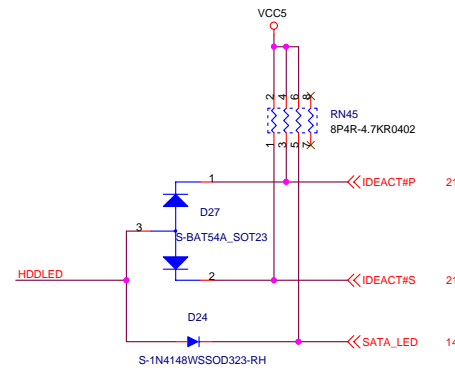 VCC5
2 4 6 8
RN45
8P4R-4.7KR0402
1 3 5 7
1
IDEACT#P 21
D27
3
S-BAT54A_SOT23
HDDLED
2
IDEACT#S 21
D24
SATA_LED 14
S-1N4148WSSOD323-RH